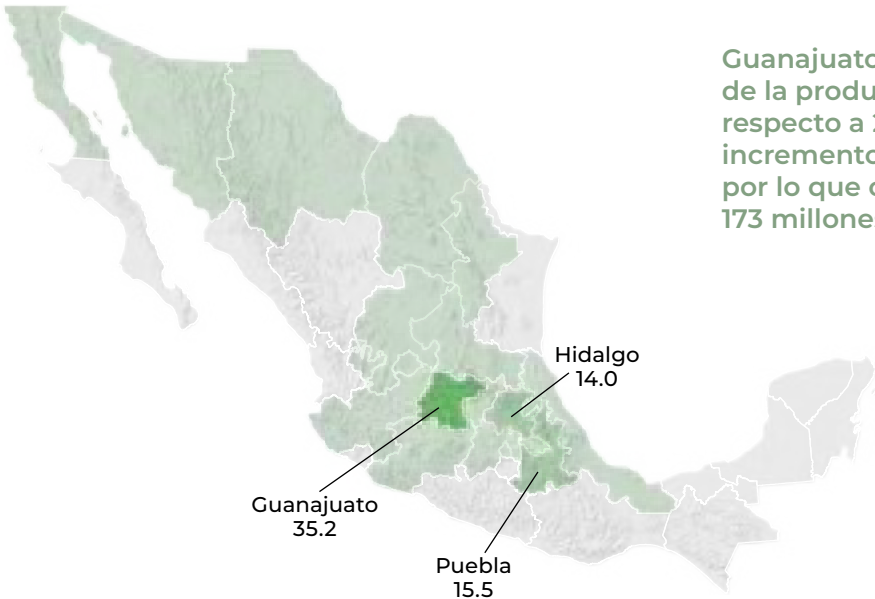 Guanajuato
de la produ
respecto a
incremento
por lo que
173 millones
Hidalgo
14.0
Guanajuato
35.2
Puebla
15.5